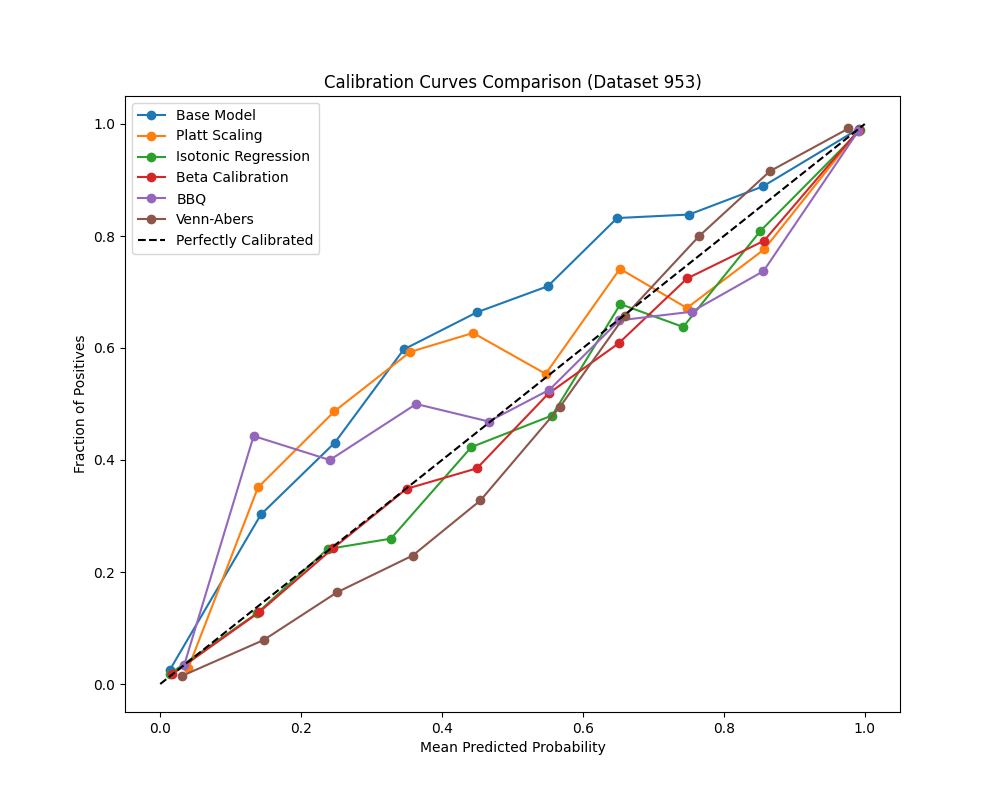 Calibration Curves Comparison (Dataset 953)
Base Model
Platt Scaling
Isotonic Regression
Beta Calibration
BBQ
Venn-Abers
Perfectly Calibrated
Fraction of Positives
1.0
0.8
0.6
0.4
0.2
0.0
0.0 0.2 0.4 0.6 0.8 1.0
Mean Predicted Probability